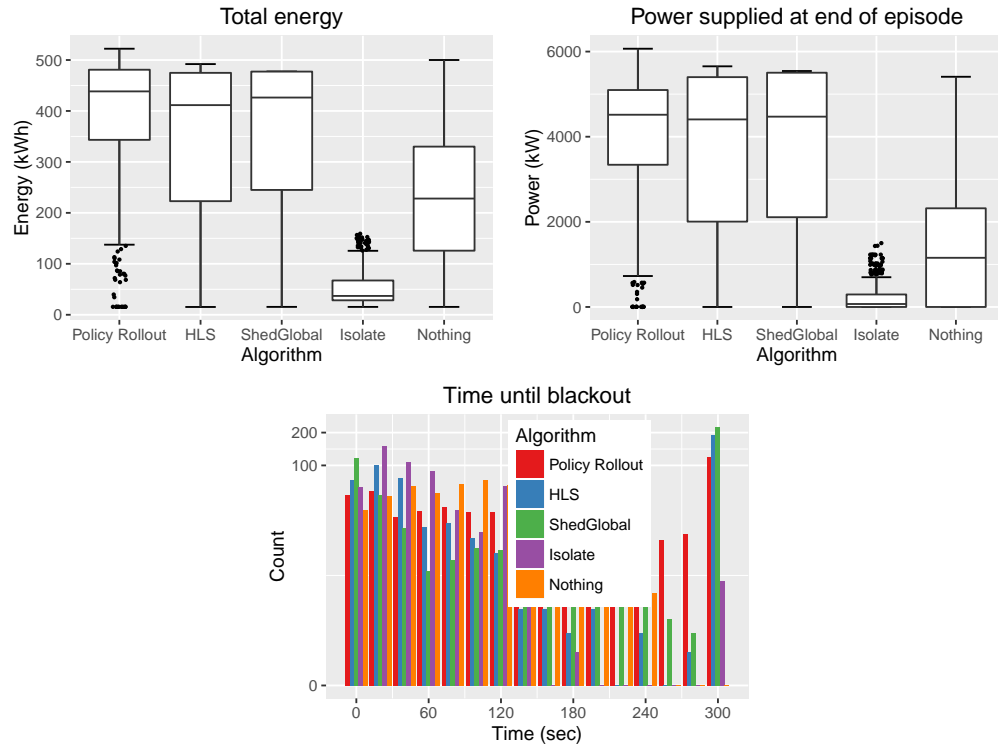 Total energy
500
400
300
200
100
0
Energy (kWh)
Policy Rollout HLS ShedGlobal Isolate Nothing
Algorithm
Power supplied at end of episode
6000
4000
2000
0
Power (kW)
Policy Rollout HLS ShedGlobal Isolate Nothing
Algorithm
Time until blackout
200
100
0
Count
Algorithm
Policy Rollout
HLS
ShedGlobal
Isolate
Nothing
0 60 120 180 240 300
Time (sec)